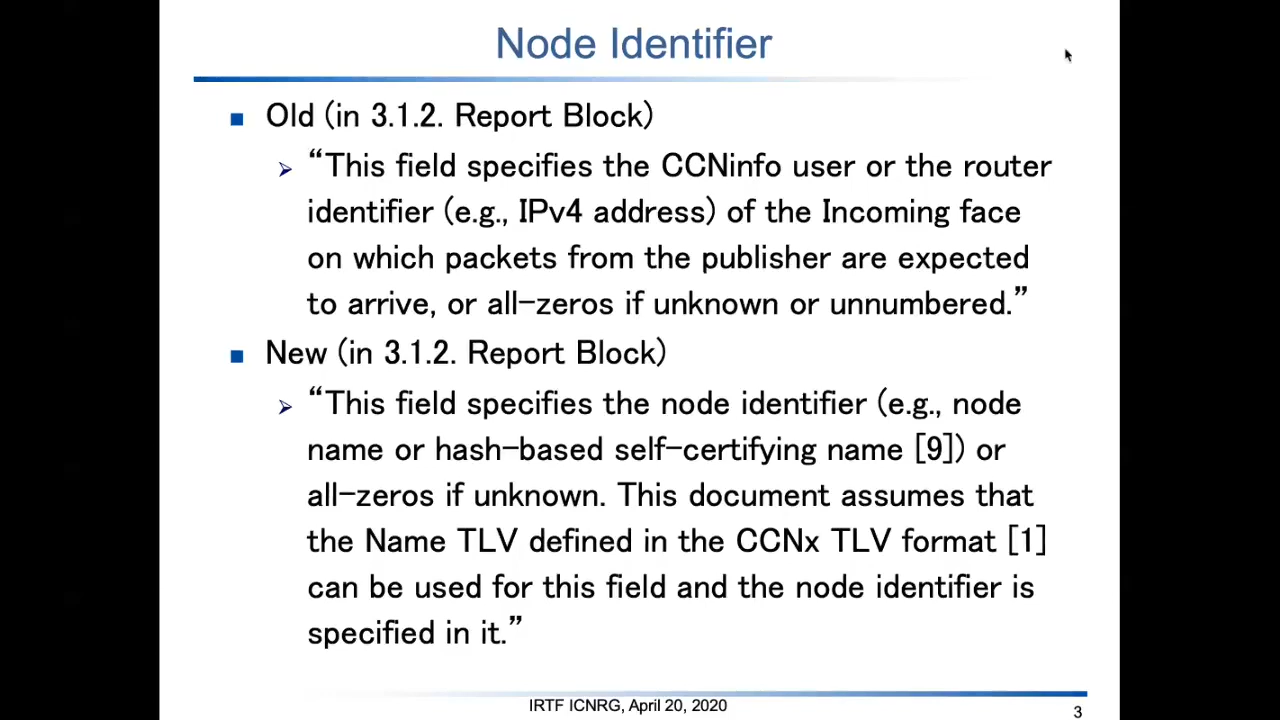 Node Identifier
Old (in 3.1.2. Report Block)
“This field specifies the CCNinfo user or the router
identifier (e.g., IPv4 address) of the Incoming face
on which packets from the publisher are expected
to arrive, or all-zeros if unknown or unnumbered.”
New (in 3.1.2. Report Block)
“This field specifies the node identifier (e.g., node
name or hash-based self-certifying name [9]) or
all-zeros if unknown. This document assumes that
the Name TLV defined in the CCNx TLV format [1]
can be used for this field and the node identifier is
specified in it.”
IRTF ICNRG, April 20, 2020
3